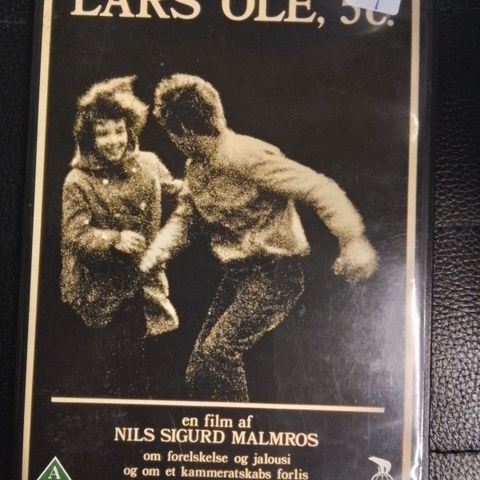 LARS OLE, 5c.
en film af
NILS SIGURD MALMROS
om forelskelse og jalousi
og om et kammeratskabs forlis
A